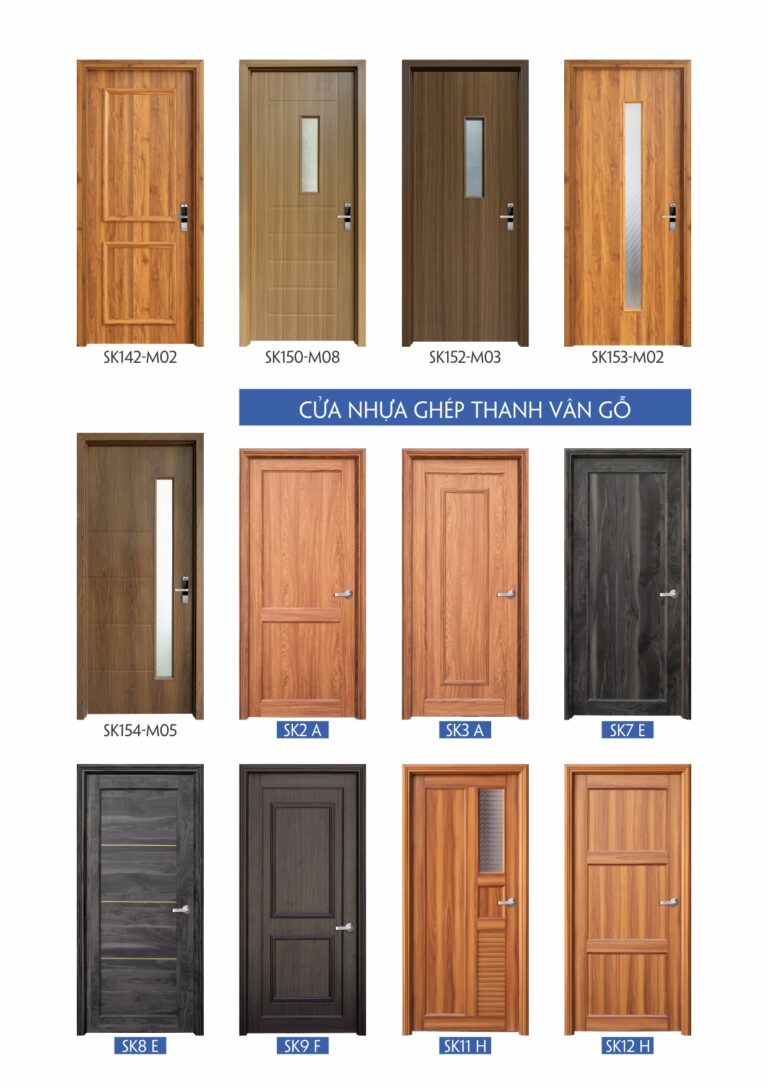 SK142-M02
SK150-M08
SK152-M03
SK153-M02
CỬA NHỰA GHÉP THANH VÂN GỖ
SK154-M05
SK2 A
SK3 A
SK7 E
SK8 E
SK9 F
SK11 H
SK12 H